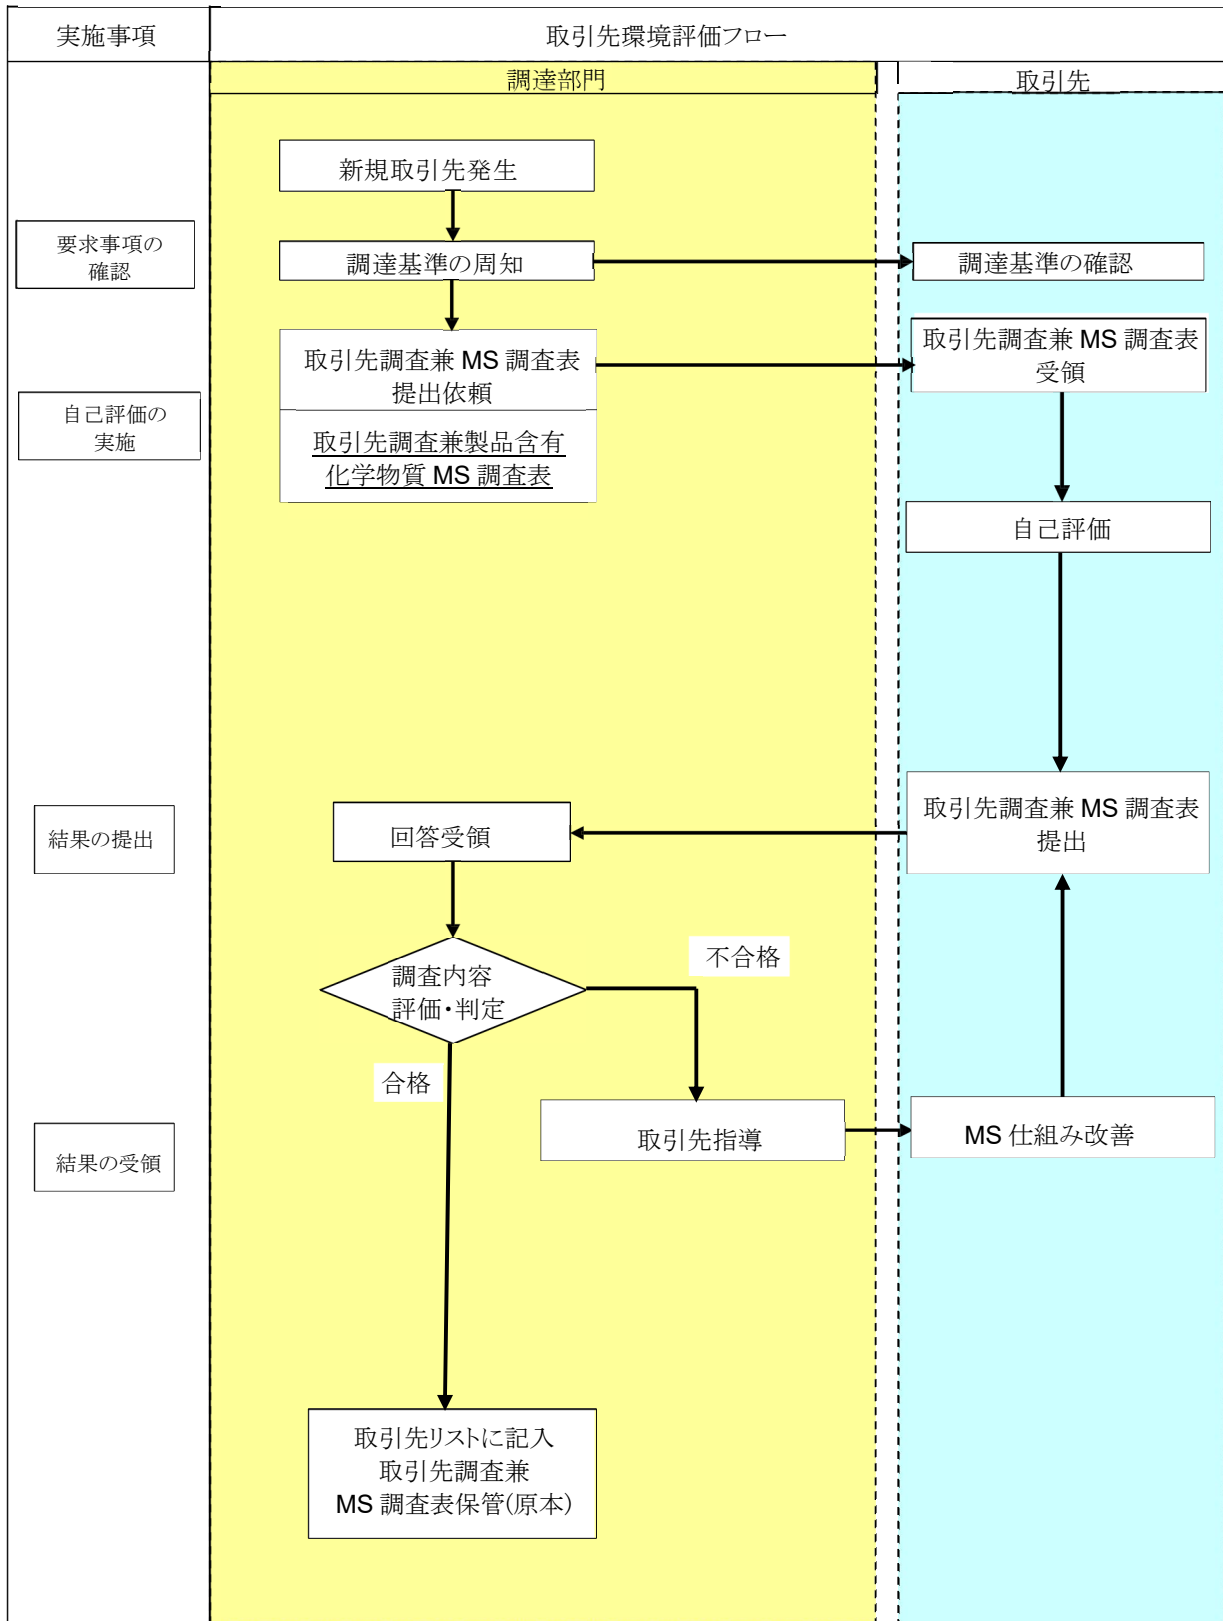 実施事項
取引先環境評価フロー
調達部門
取引先
新規取引先発生
要求事項の
確認
調達基準の周知
調達基準の確認
取引先調査兼 MS 調査表
提出依頼
取引先調査兼 MS 調査表
受領
自己評価の
実施
取引先調査兼製品含有
化学物質 MS 調査表
自己評価
結果の提出
回答受領
取引先調査兼 MS 調査表
提出
調査内容
評価・判定
不合格
合格
結果の受領
取引先指導
MS 仕組み改善
取引先リストに記入
取引先調査兼
MS 調査表保管(原本)